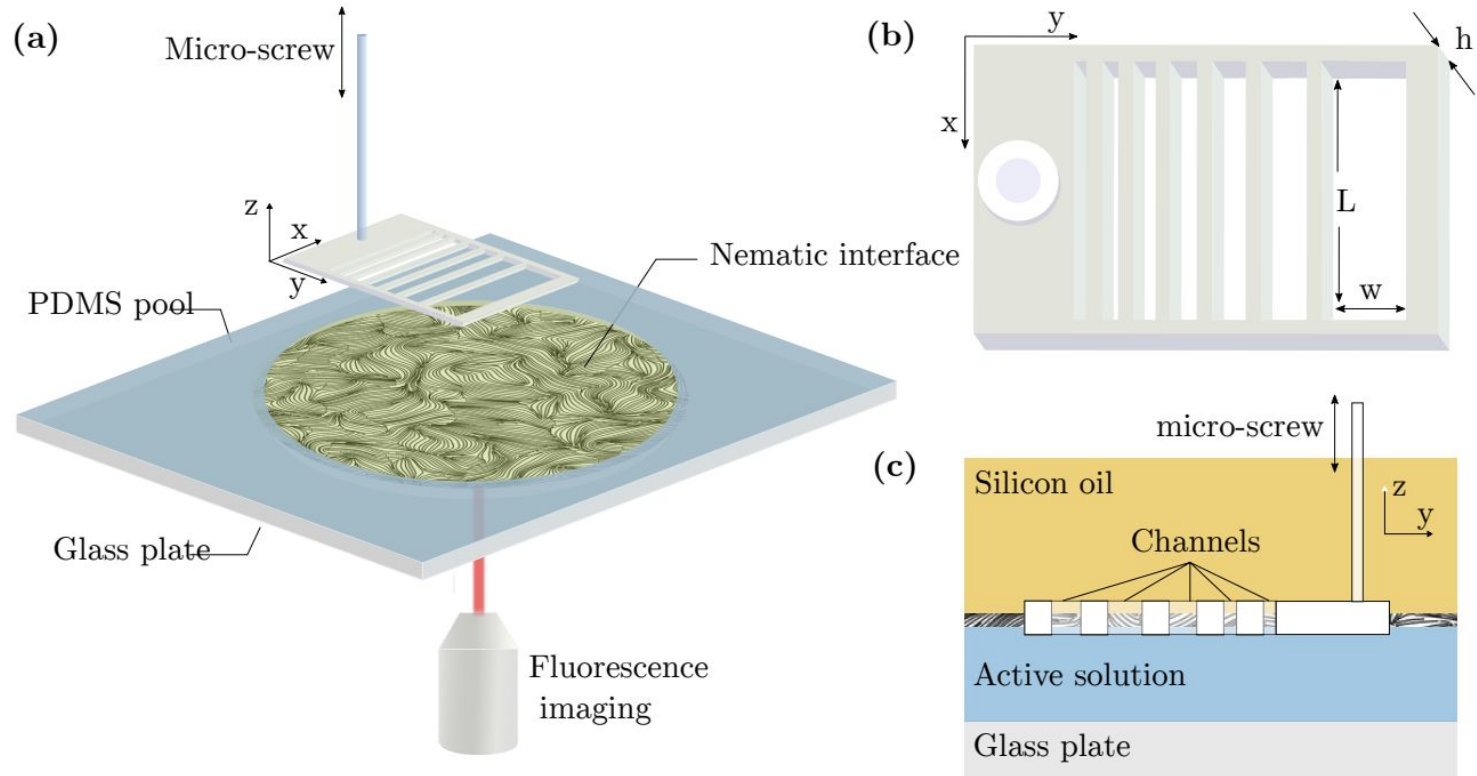 (a)
Micro-screw
z
x
y
PDMS pool
Nematic interface
Glass plate
Fluorescence
imaging
(b)
y
x
h
L
w
(c)
micro-screw
Silicon oil
z
y
Channels
Active solution
Glass plate